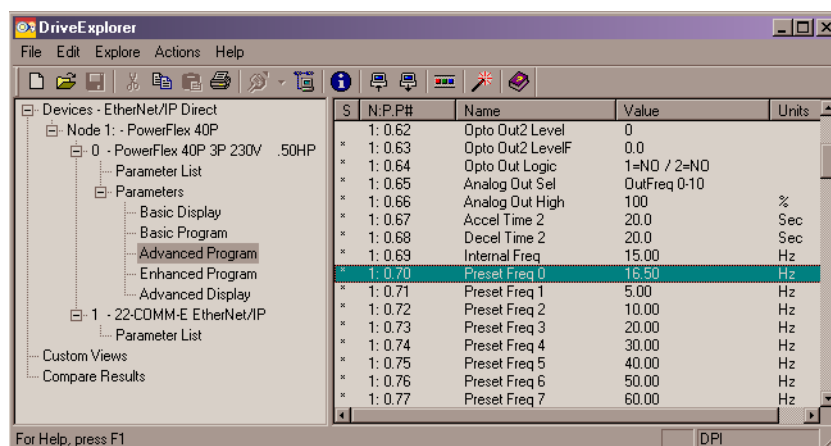 DriveExplorer
File Edit Explore Actions Help
Devices - EtherNet/IP Direct
Node 1: - PowerFlex 40P
0 - PowerFlex 40P 3P 230V .50HP
Parameter List
Parameters
Basic Display
Basic Program
Advanced Program
Enhanced Program
Advanced Display
1 - 22-COMM-E EtherNet/IP
Parameter List
Custom Views
Compare Results
S N:P.P# Name Value Units
1: 0.62 Opto Out2 Level 0
* 1: 0.63 Opto Out2 LevelF 0.0
* 1: 0.64 Opto Out Logic 1=NO / 2=NO
* 1: 0.65 Analog Out Sel OutFreq 0-10
* 1: 0.66 Analog Out High 100 %
* 1: 0.67 Accel Time 2 20.0 Sec
* 1: 0.68 Decel Time 2 20.0 Sec
* 1: 0.69 Internal Freq 15.00 Hz
* 1: 0.70 Preset Freq 0 16.50 Hz
* 1: 0.71 Preset Freq 1 5.00 Hz
* 1: 0.72 Preset Freq 2 10.00 Hz
* 1: 0.73 Preset Freq 3 20.00 Hz
* 1: 0.74 Preset Freq 4 30.00 Hz
* 1: 0.75 Preset Freq 5 40.00 Hz
* 1: 0.76 Preset Freq 6 50.00 Hz
* 1: 0.77 Preset Freq 7 60.00 Hz
For Help, press F1
DPI